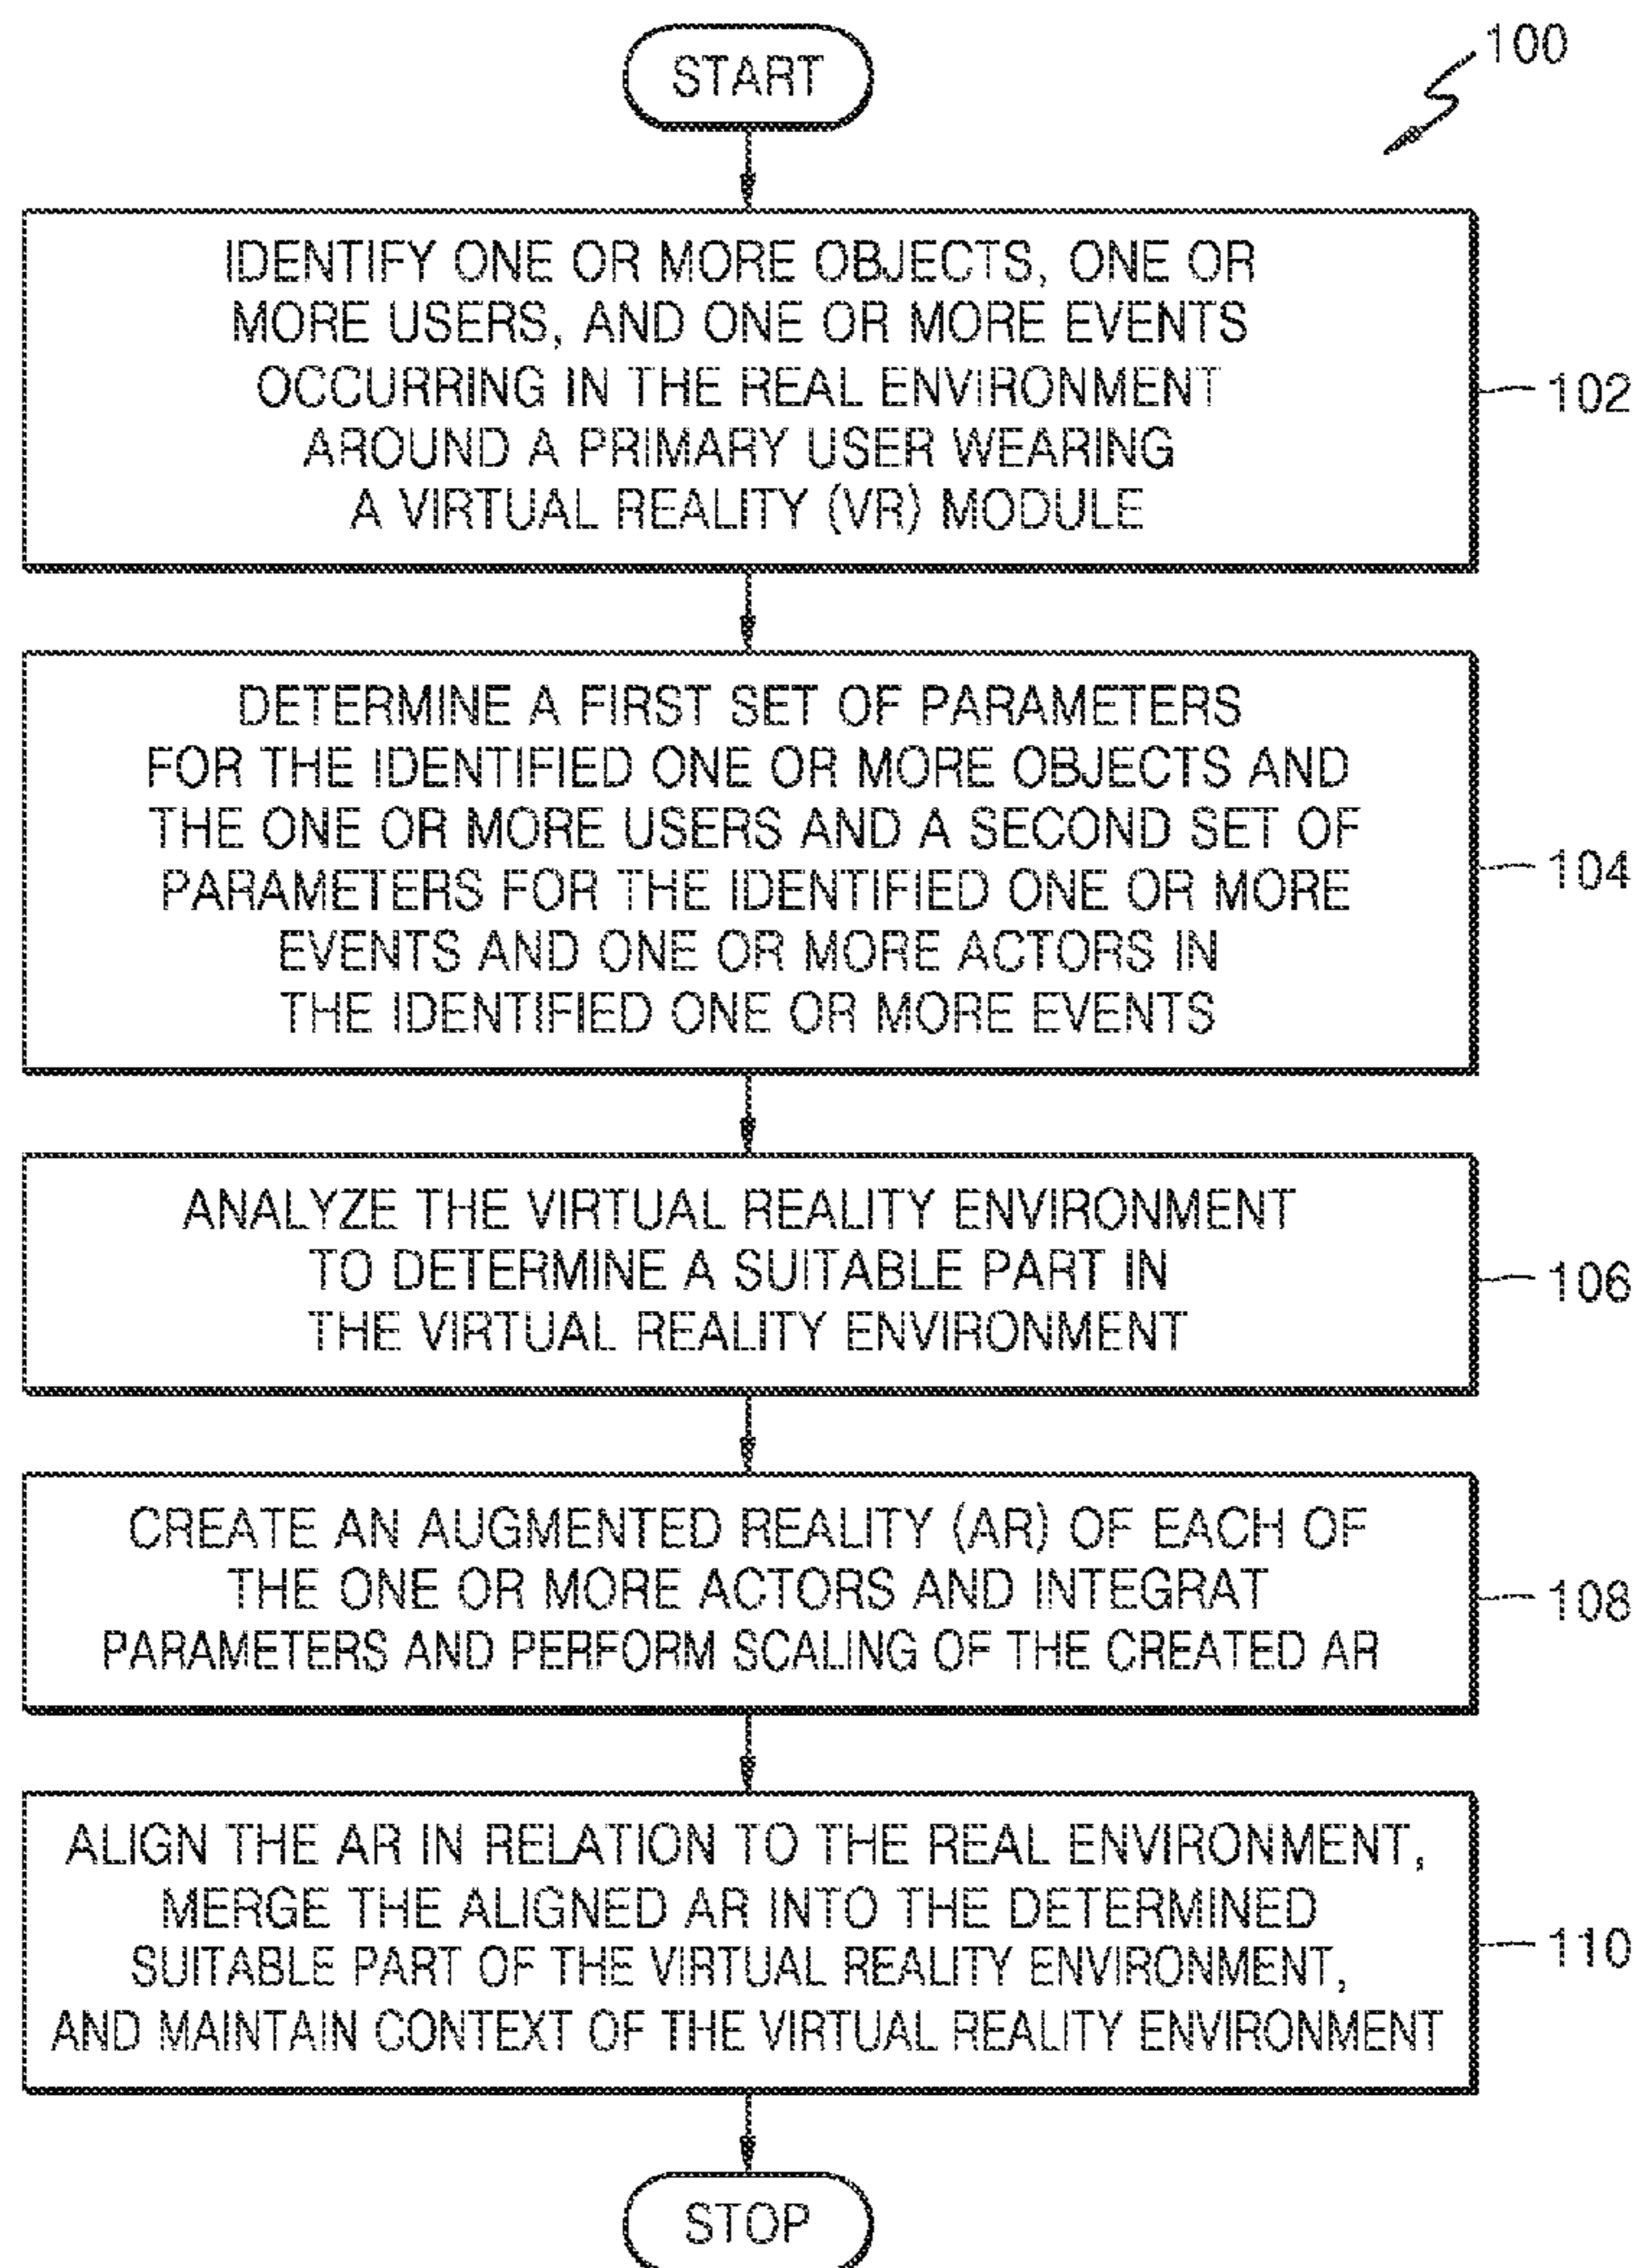 START
100
IDENTIFY ONE OR MORE OBJECTS, ONE OR
MORE USERS, AND ONE OR MORE EVENTS
OCCURRING IN THE REAL ENVIRONMENT
AROUND A PRIMARY USER WEARING
A VIRTUAL REALITY (VR) MODULE
102
DETERMINE A FIRST SET OF PARAMETERS
FOR THE IDENTIFIED ONE OR MORE OBJECTS AND
THE ONE OR MORE USERS AND A SECOND SET OF
PARAMETERS FOR THE IDENTIFIED ONE OR MORE
EVENTS AND ONE OR MORE ACTORS IN
THE IDENTIFIED ONE OR MORE EVENTS
104
ANALYZE THE VIRTUAL REALITY ENVIRONMENT
TO DETERMINE A SUITABLE PART IN
THE VIRTUAL REALITY ENVIRONMENT
106
CREATE AN AUGMENTED REALITY (AR) OF EACH OF
THE ONE OR MORE ACTORS AND INTEGRAT
PARAMETERS AND PERFORM SCALING OF THE CREATED AR
108
ALIGN THE AR IN RELATION TO THE REAL ENVIRONMENT,
MERGE THE ALIGNED AR INTO THE DETERMINED
SUITABLE PART OF THE VIRTUAL REALITY ENVIRONMENT,
AND MAINTAIN CONTEXT OF THE VIRTUAL REALITY ENVIRONMENT
110
STOP